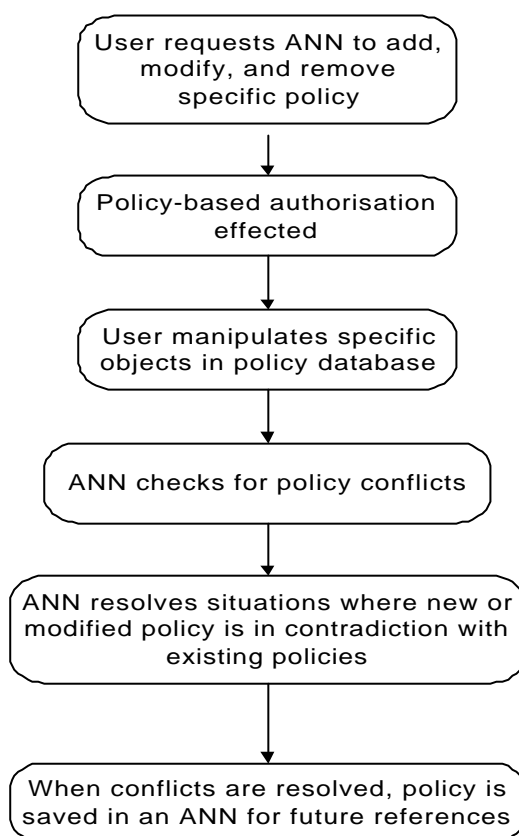 User requests ANN to add,
modify, and remove
specific policy
Policy-based authorisation
effected
User manipulates specific
objects in policy database
ANN checks for policy conflicts
ANN resolves situations where new or
modified policy is in contradiction with
existing policies
When conflicts are resolved, policy is
saved in an ANN for future references